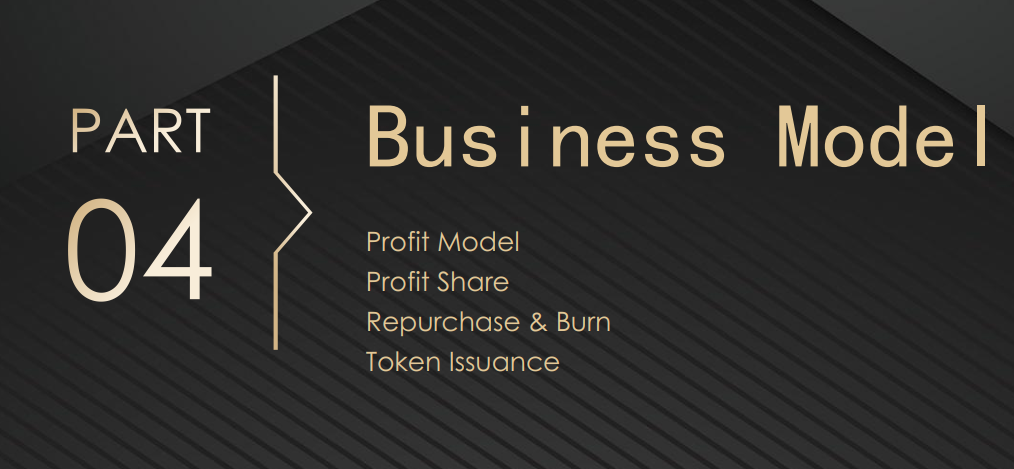 PART
04
Business Model
Profit Model
Profit Share
Repurchase & Burn
Token Issuance